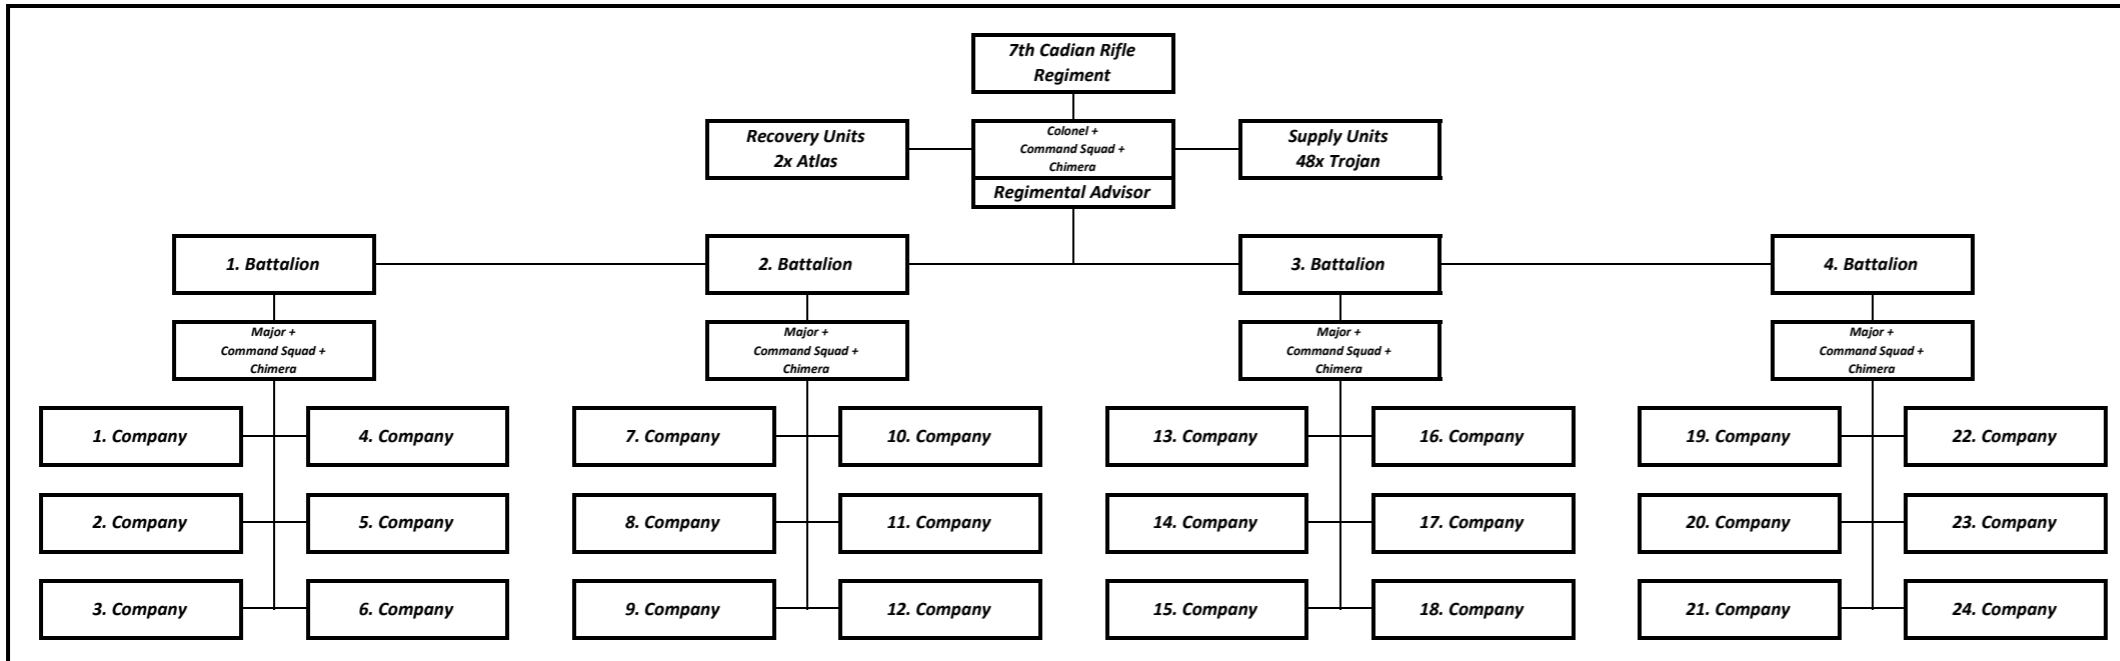 7th Cadian Rifle
Regiment
Recovery Units
2x Atlas
Colonel +
Command Squad +
Chimera
Supply Units
48x Trojan
Regimental Advisor
1. Battalion
2. Battalion
3. Battalion
4. Battalion
Major +
Command Squad +
Chimera
Major +
Command Squad +
Chimera
Major +
Command Squad +
Chimera
Major +
Command Squad +
Chimera
1. Company
4. Company
7. Company
10. Company
13. Company
16. Company
19. Company
22. Company
2. Company
5. Company
8. Company
11. Company
14. Company
17. Company
20. Company
23. Company
3. Company
6. Company
9. Company
12. Company
15. Company
18. Company
21. Company
24. Company